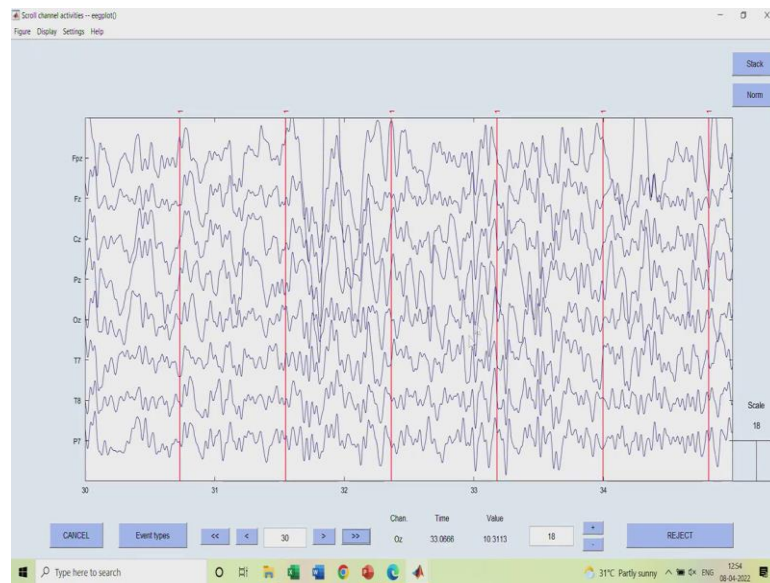 Scroll channel activities -- eegplot()
Figure Display Settings Help
Stack
Norm
Fpz
Fz
Cz
Pz
Oz
T7
T8
P7
Scale
18
30 31 32 33 34
Chan. Time Value
CANCEL Event types << < 30 > >> Oz 33.0668 10.3113 18 + - REJECT
Type here to search
31°C Partly sunny ENG 12:54
08-04-2022